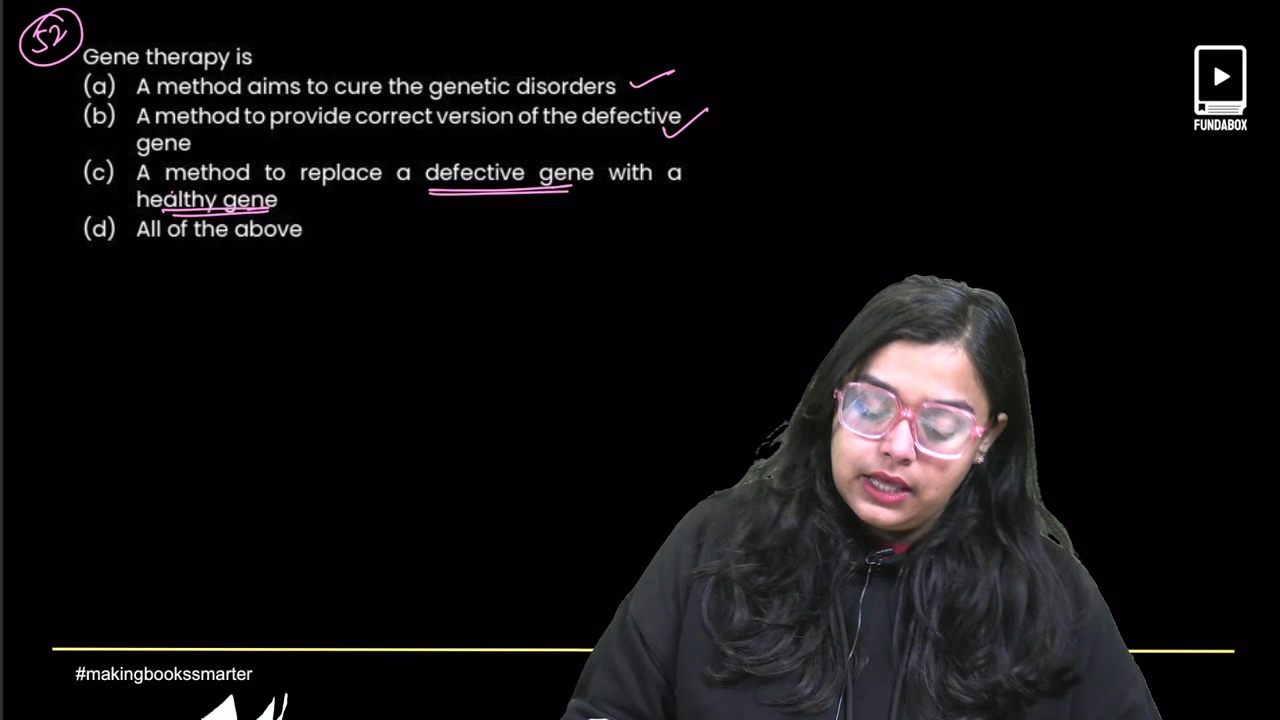 52
Gene therapy is
(a) A method aims to cure the genetic disorders
(b) A method to provide correct version of the defective
gene
(c) A method to replace a defective gene with a
healthy gene
(d) All of the above
FUNDABOX
#makingbookssmarter